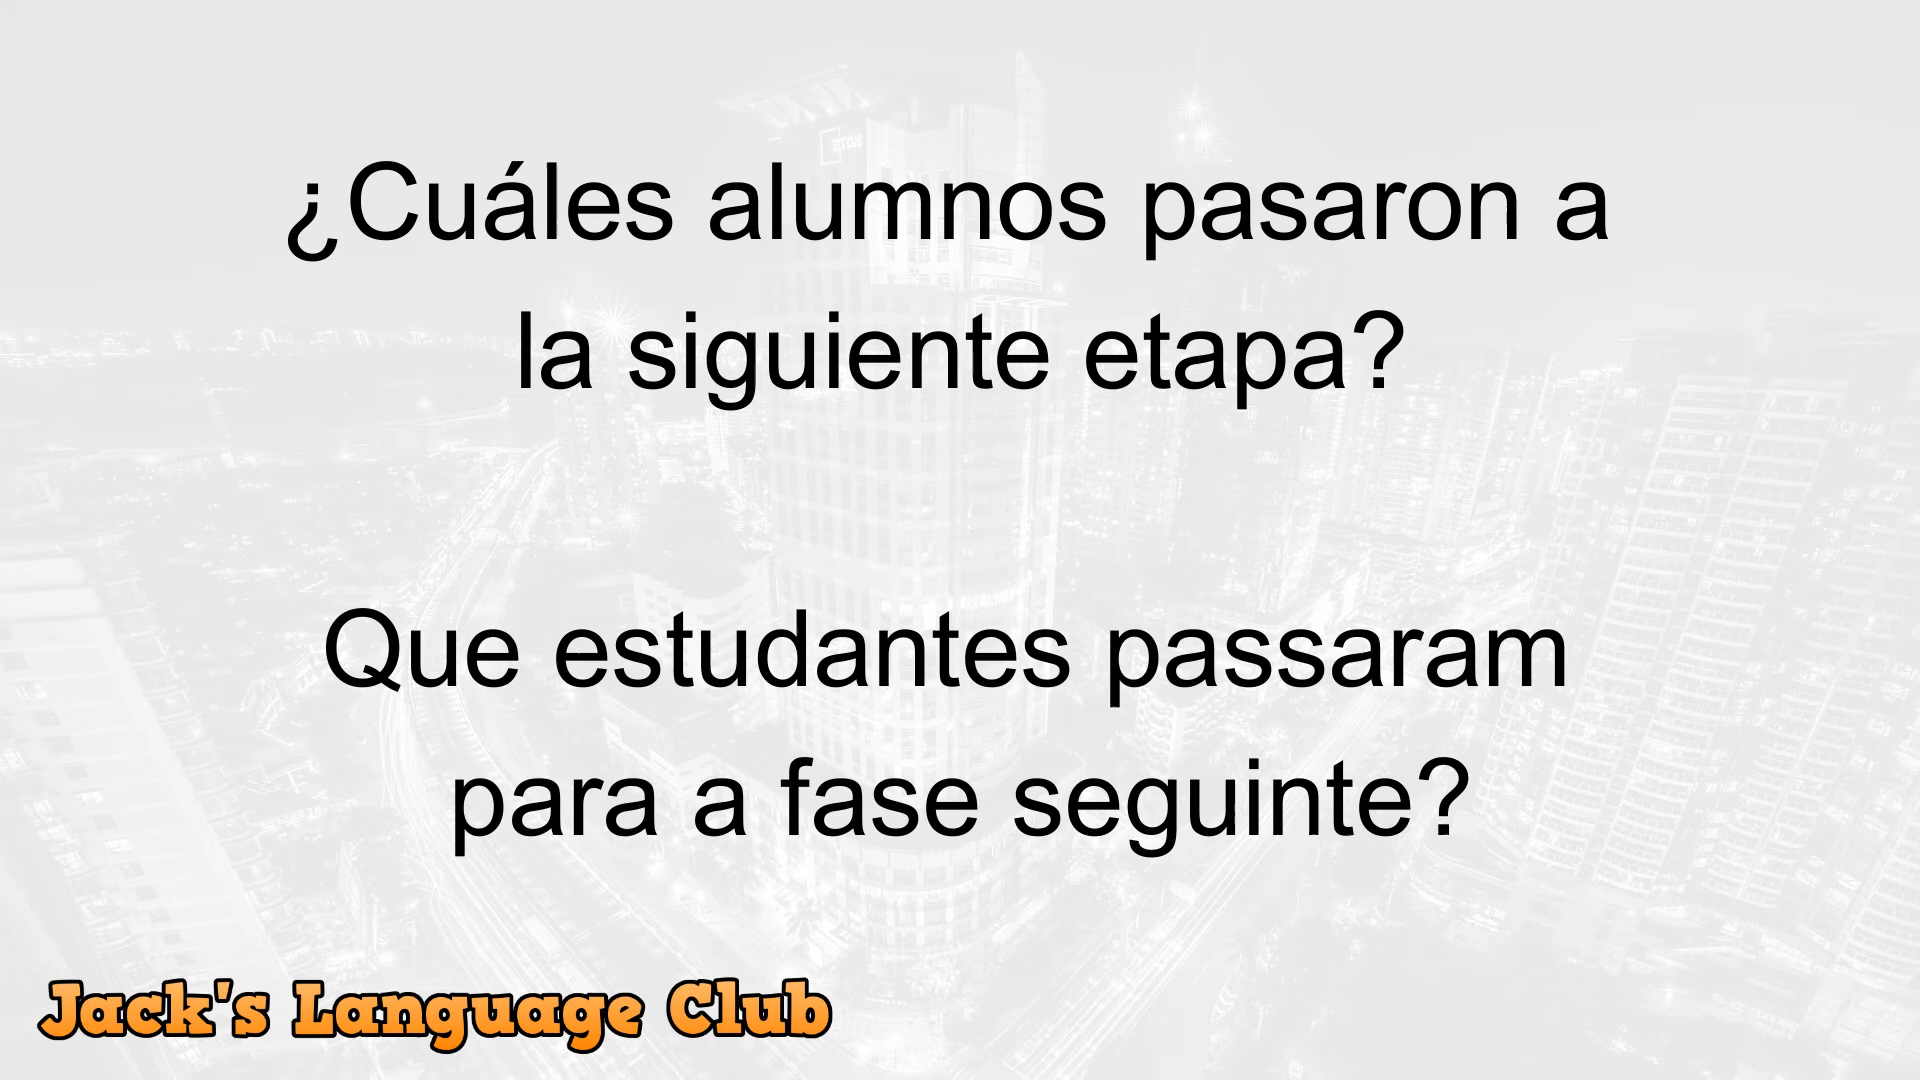 ¿Cuáles alumnos pasaron a
la siguiente etapa?
Que estudantes passaram
para a fase seguinte?
Jack's Language Club